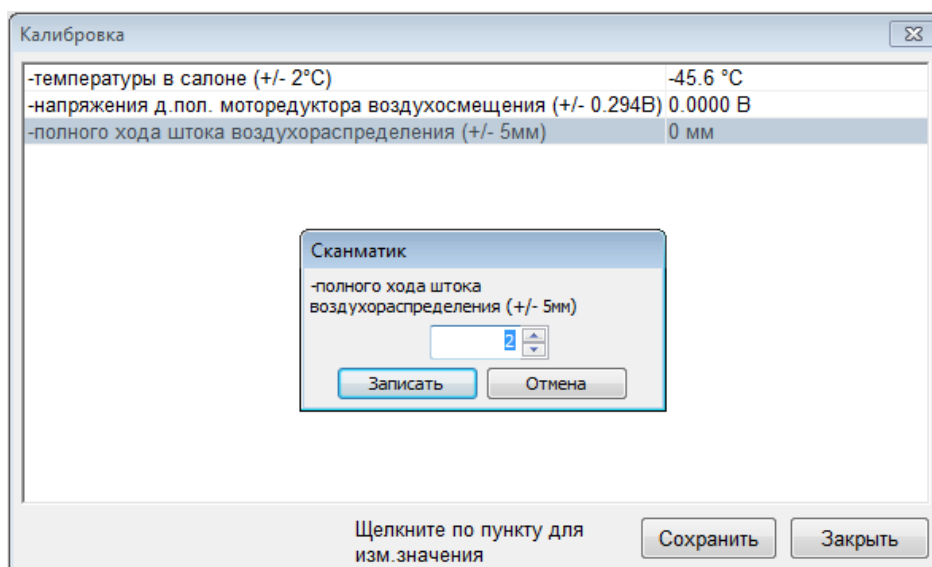 Калибровка
-температуры в салоне (+/- 2°C) -45.6 °C
-напряжения д.пол. моторедуктора воздухосмещения (+/- 0.294В) 0.0000 В
-полного хода штока воздухораспределения (+/- 5мм) 0 мм
Сканматик
-полного хода штока
воздухораспределения (+/- 5мм)
2
Записать Отмена
Щелкните по пункту для
изм.значения
Сохранить Закрыть